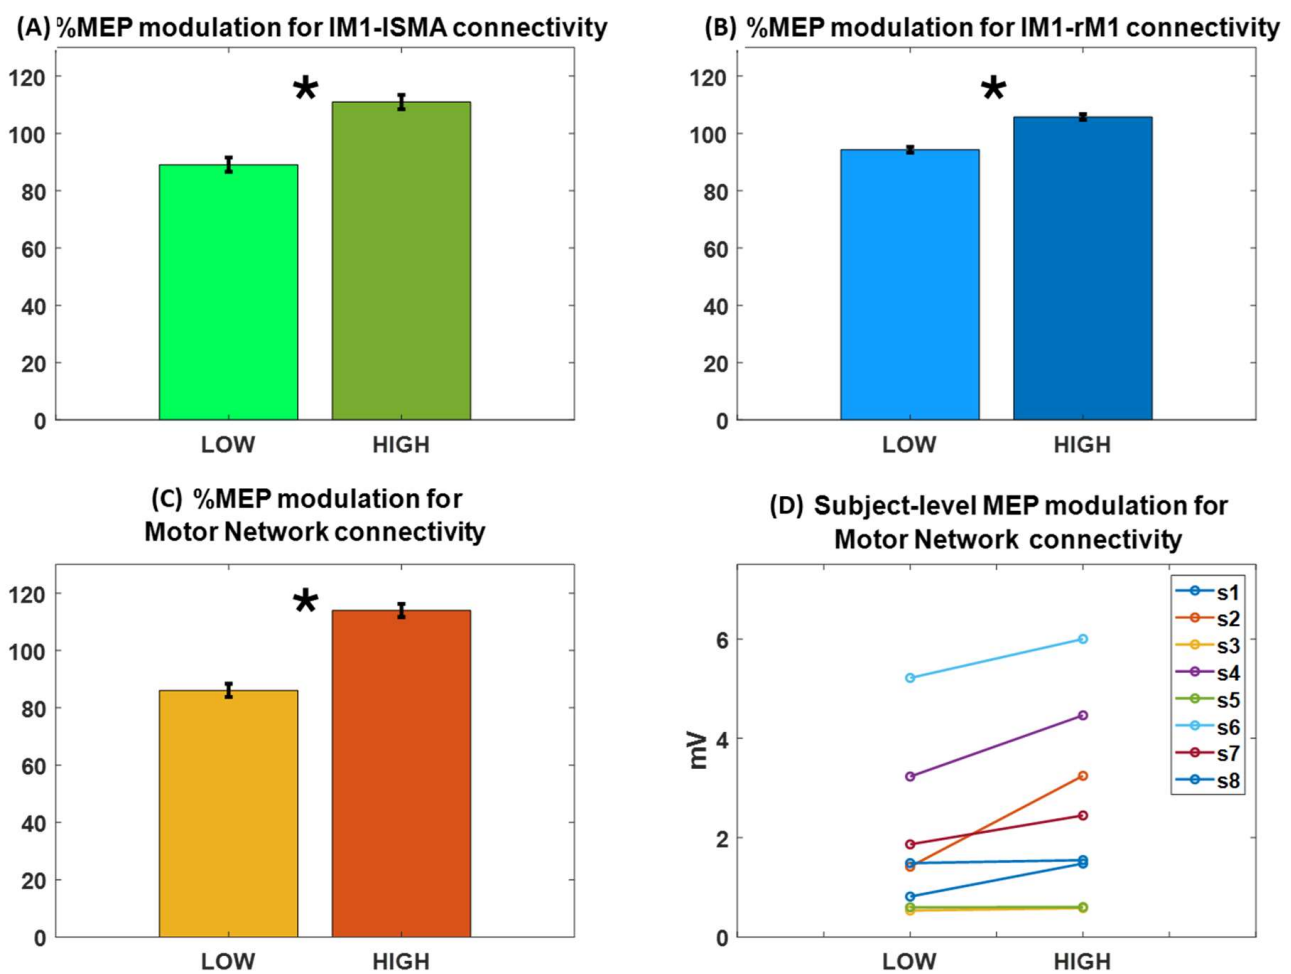 (A) %MEP modulation for IM1-ISMA connectivity
120
100
80
60
40
20
0
LOW HIGH
*
(B) %MEP modulation for IM1-rM1 connectivity
120
100
80
60
40
20
0
LOW HIGH
*
(C) %MEP modulation for
Motor Network connectivity
120
100
80
60
40
20
0
LOW HIGH
*
(D) Subject-level MEP modulation for
Motor Network connectivity
mV
6
4
2
0
LOW HIGH
s1
s2
s3
s4
s5
s6
s7
s8